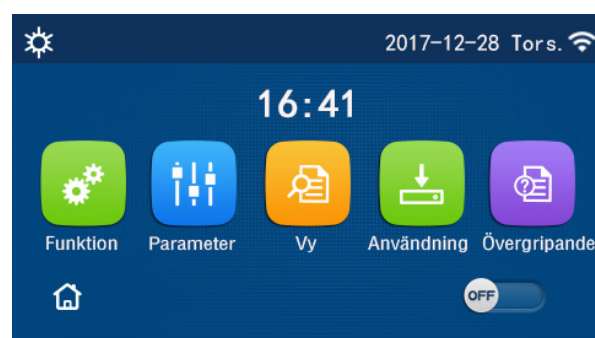 2017-12-28 Tors.
16:41
Funktion Parameter Vy Användning Övergripande
OFF